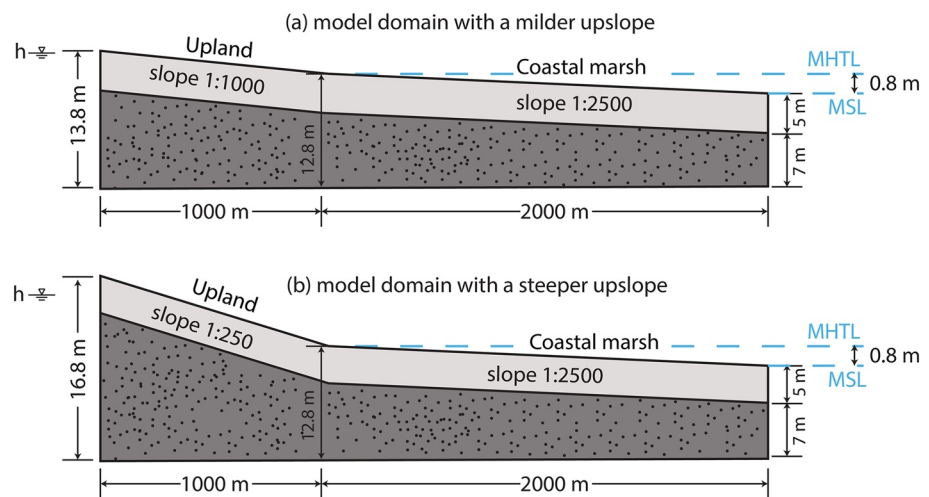 (a) model domain with a milder upslope
h
Upland
MHTL
Coastal marsh
slope 1:1000
slope 1:2500
0.8 m
MSL
13.8 m
12.8 m
5 m
7 m
1000 m
2000 m
(b) model domain with a steeper upslope
h
Upland
MHTL
Coastal marsh
slope 1:250
slope 1:2500
0.8 m
MSL
16.8 m
12.8 m
5 m
7 m
1000 m
2000 m